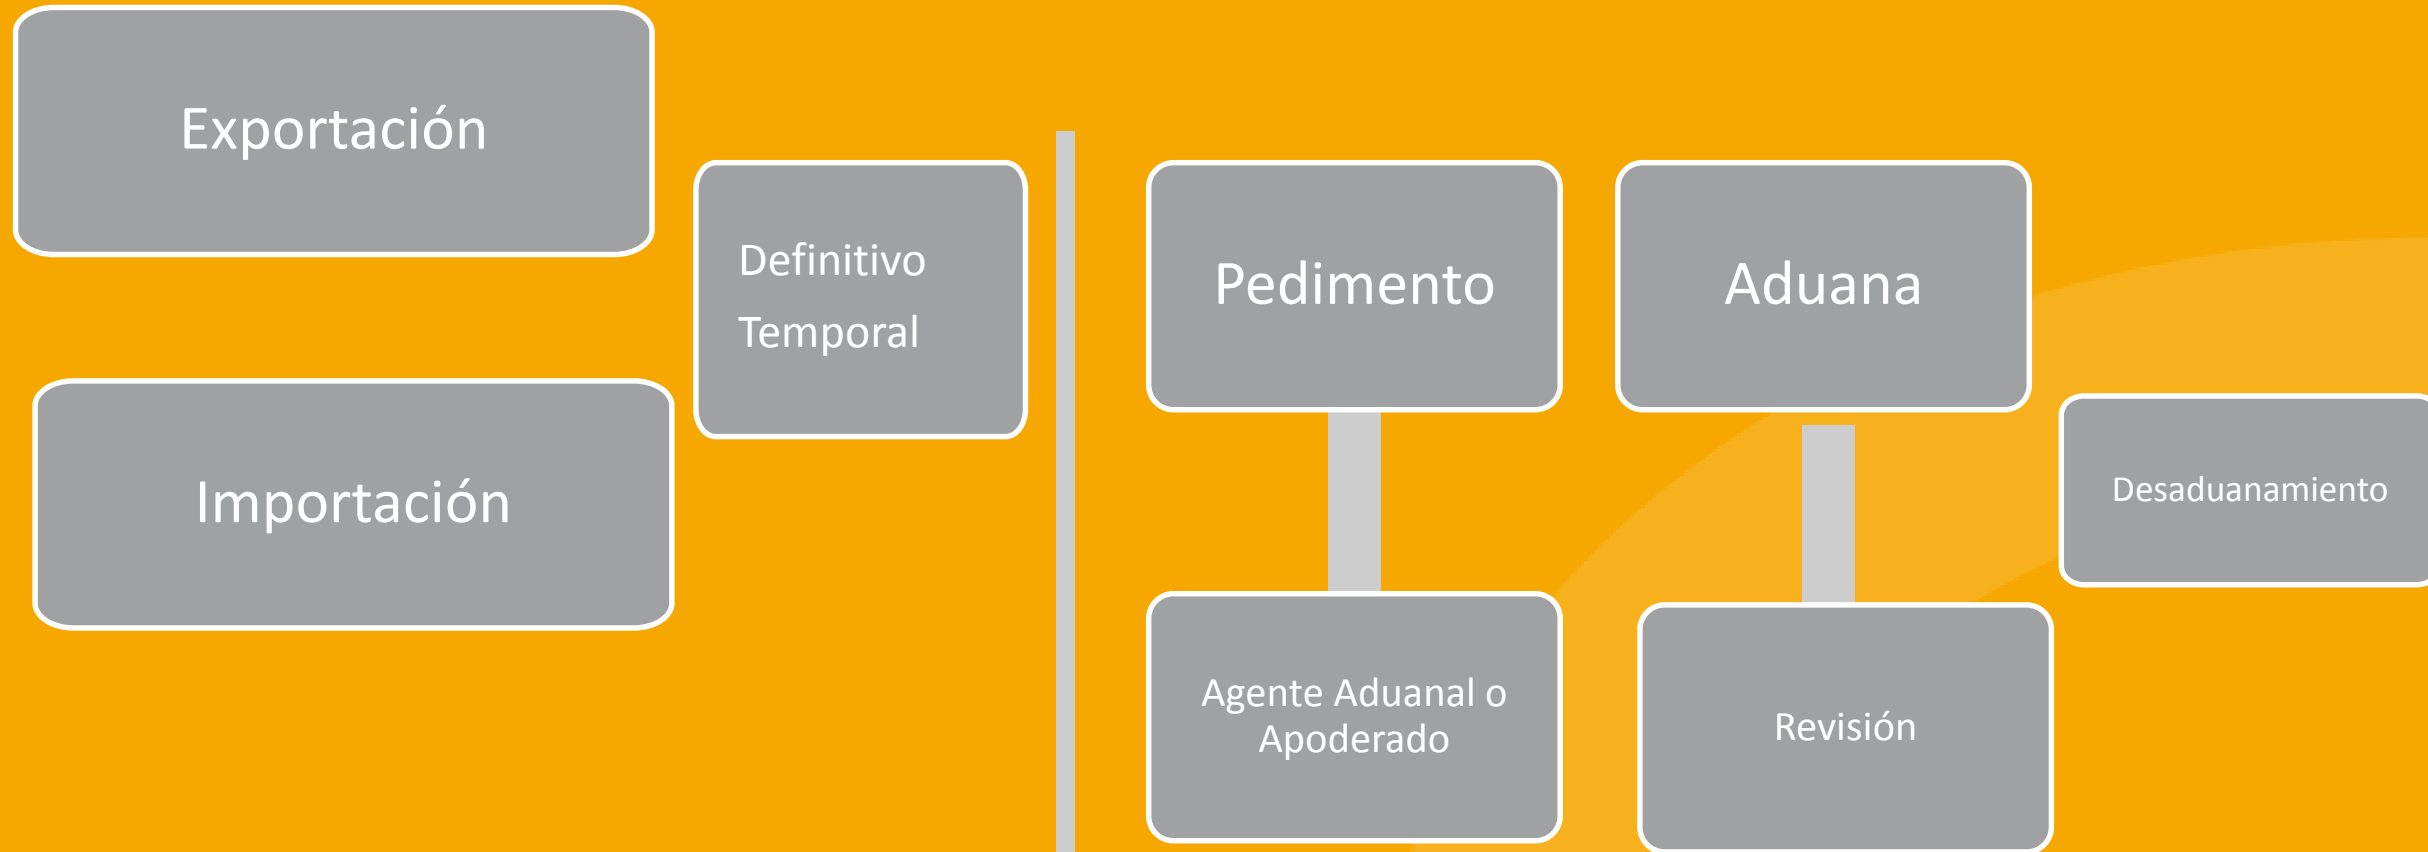 Exportación
Importación
Definitivo
Temporal
Pedimento
Agente Aduanal o
Apoderado
Aduana
Revisión
Desaduanamiento